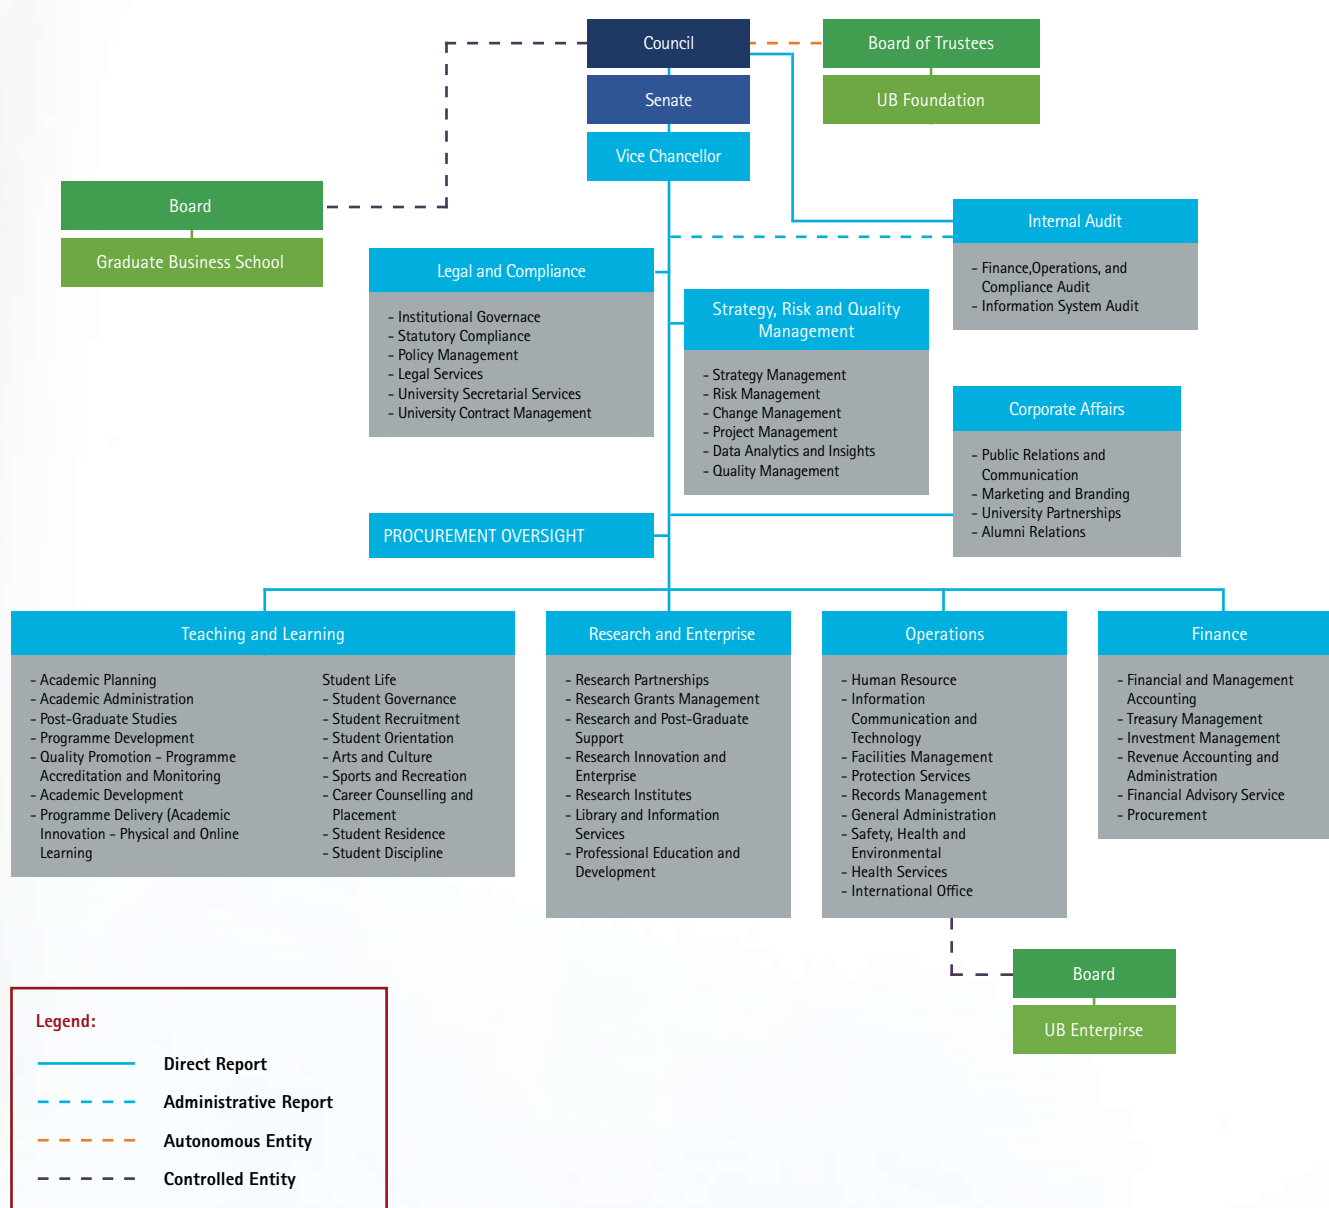 Council
Board of Trustees
Senate
UB Foundation
Vice Chancellor
Board
Graduate Business School
Internal Audit
- Finance,Operations, and
Compliance Audit
- Information System Audit
Legal and Compliance
- Institutional Governace
- Statutory Compliance
- Policy Management
- Legal Services
- University Secretarial Services
- University Contract Management
Strategy, Risk and Quality
Management
- Strategy Management
- Risk Management
- Change Management
- Project Management
- Data Analytics and Insights
- Quality Management
Corporate Affairs
- Public Relations and
Communication
- Marketing and Branding
- University Partnerships
- Alumni Relations
PROCUREMENT OVERSIGHT
Teaching and Learning
- Academic Planning
- Academic Administration
- Post-Graduate Studies
- Programme Development
- Quality Promotion - Programme
Accreditation and Monitoring
- Academic Development
- Programme Delivery (Academic
Innovation - Physical and Online
Learning
Student Life
- Student Governance
- Student Recruitment
- Student Orientation
- Arts and Culture
- Sports and Recreation
- Career Counselling and
Placement
- Student Residence
- Student Discipline
Research and Enterprise
- Research Partnerships
- Research Grants Management
- Research and Post-Graduate
Support
- Research Innovation and
Enterprise
- Research Institutes
- Library and Information
Services
- Professional Education and
Development
Operations
- Human Resource
- Information
Communication and
Technology
- Facilities Management
- Protection Services
- Records Management
- General Administration
- Safety, Health and
Environmental
- Health Services
- International Office
Finance
- Financial and Management
Accounting
- Treasury Management
- Investment Management
- Revenue Accounting and
Administration
- Financial Advisory Service
- Procurement
Board
UB Enterpirse
Legend:
Direct Report
Administrative Report
Autonomous Entity
Controlled Entity